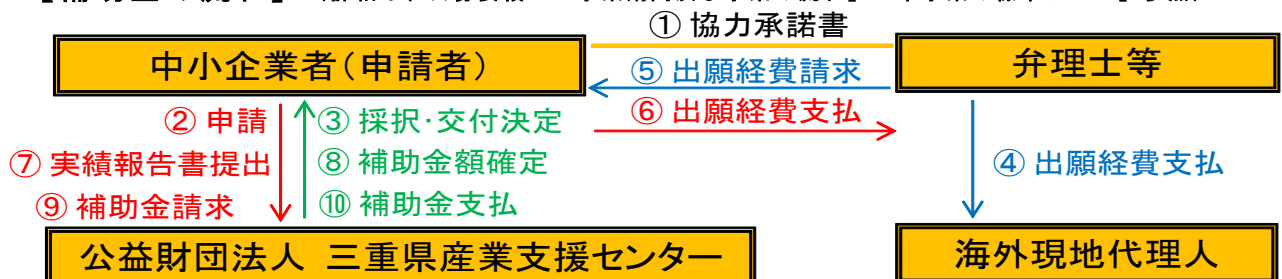 ① 協力承諾書
中小企業者(申請者)
弁理士等
⑤ 出願経費請求
⑥ 出願経費支払
② 申請
③ 採択・交付決定
⑦ 実績報告書提出
⑧ 補助金額確定
④ 出願経費支払
⑨ 補助金請求
⑩ 補助金支払
公益財団法人 三重県産業支援センター
海外現地代理人